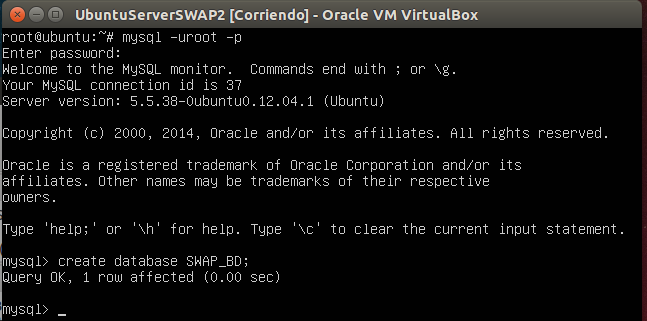 UbuntuServerSWAP2 [Corriendo] - Oracle VM VirtualBox
root@ubuntu:~# mysql -uroot -p
Enter password:
Welcome to the MySQL monitor.  Commands end with ; or \g.
Your MySQL connection id is 37
Server version: 5.5.38-0ubuntu0.12.04.1 (Ubuntu)
Copyright (c) 2000, 2014, Oracle and/or its affiliates. All rights reserved.
Oracle is a registered trademark of Oracle Corporation and/or its
affiliates. Other names may be trademarks of their respective
owners.
Type 'help;' or '\h' for help. Type '\c' to clear the current input statement.
mysql> create database SWAP_BD;
Query OK, 1 row affected (0.00 sec)
mysql> _